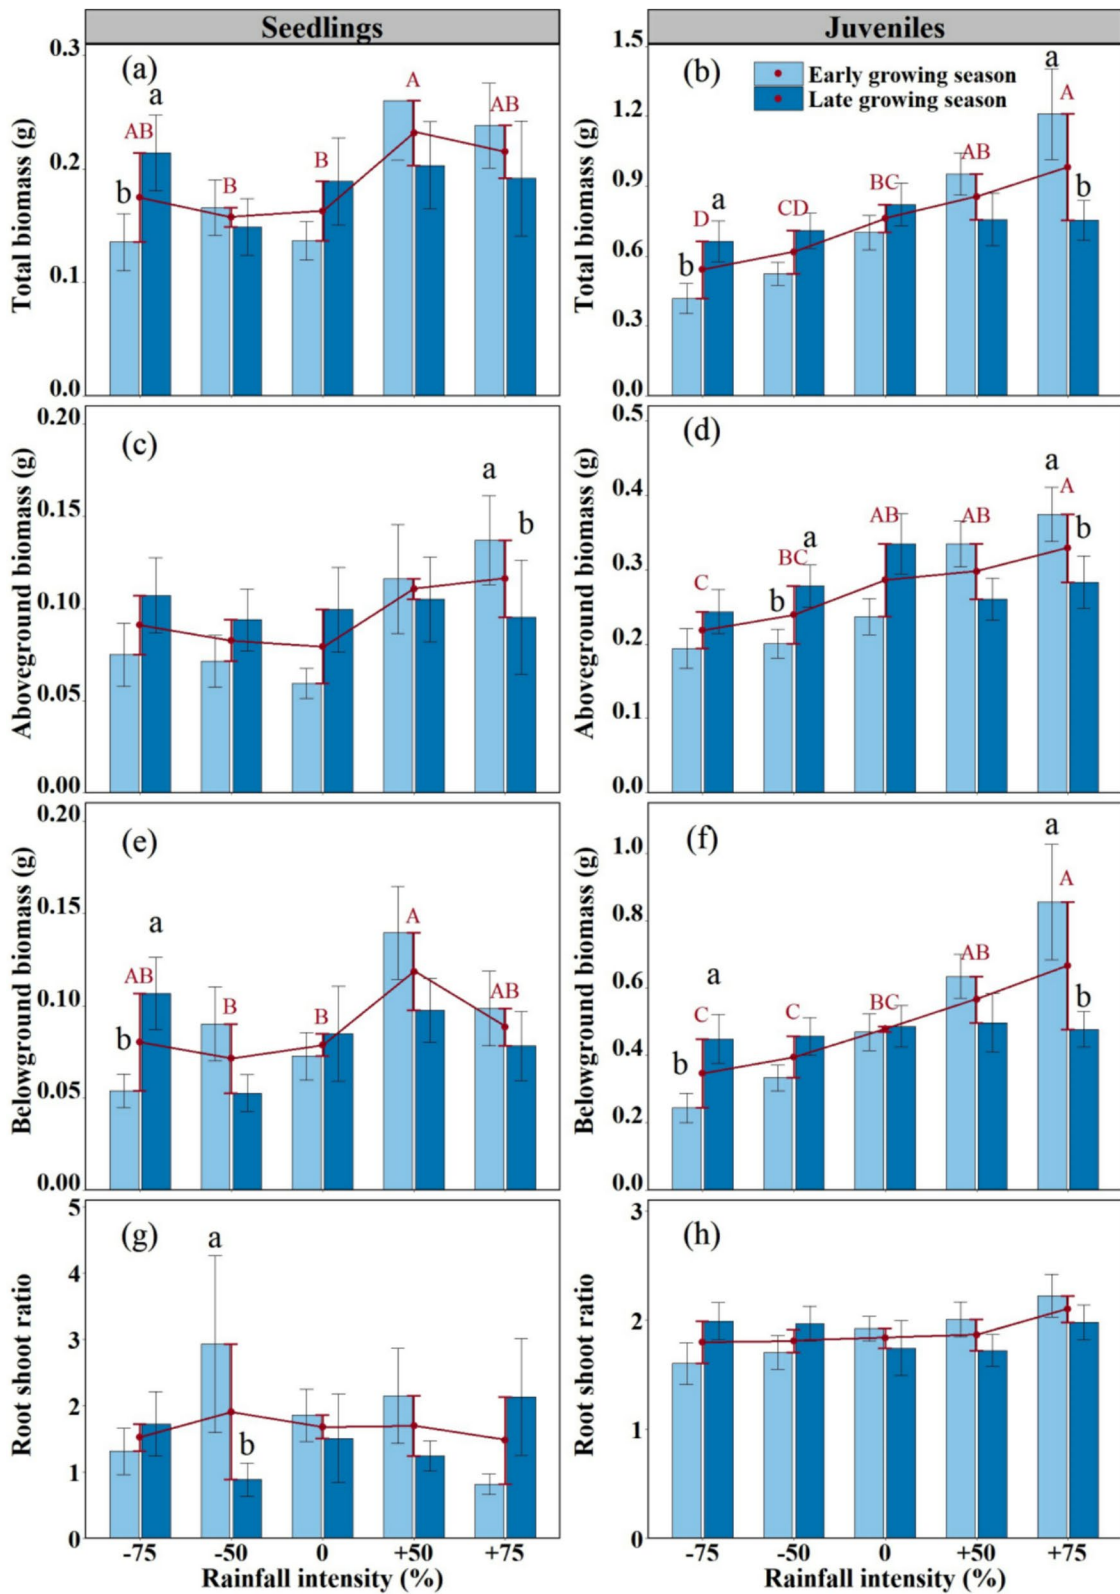 Seedlings
Juveniles
Total biomass (g)
0.3
0.2
0.1
0.0
(a)
AB
a
b
B
B
A
AB
Total biomass (g)
1.5
1.2
0.9
0.6
0.3
0.0
(b)
Early growing season
Late growing season
D
a
b
CD
BC
AB
a
A
b
Aboveground biomass (g)
0.20
0.15
0.10
0.05
0.00
(c)
a
b
Aboveground biomass (g)
0.5
0.4
0.3
0.2
0.1
0.0
(d)
C
BC
a
b
AB
AB
a
A
b
Belowground biomass (g)
0.20
0.15
0.10
0.05
0.00
(e)
a
AB
b
B
B
A
AB
Belowground biomass (g)
1.0
0.8
0.6
0.4
0.2
0.0
(f)
a
C
b
C
BC
AB
a
A
b
Root shoot ratio
5
4
3
2
1
0
(g)
a
b
-75
-50
0
+50
+75
Rainfall intensity (%)
Root shoot ratio
3
2
1
0
(h)
-75
-50
0
+50
+75
Rainfall intensity (%)